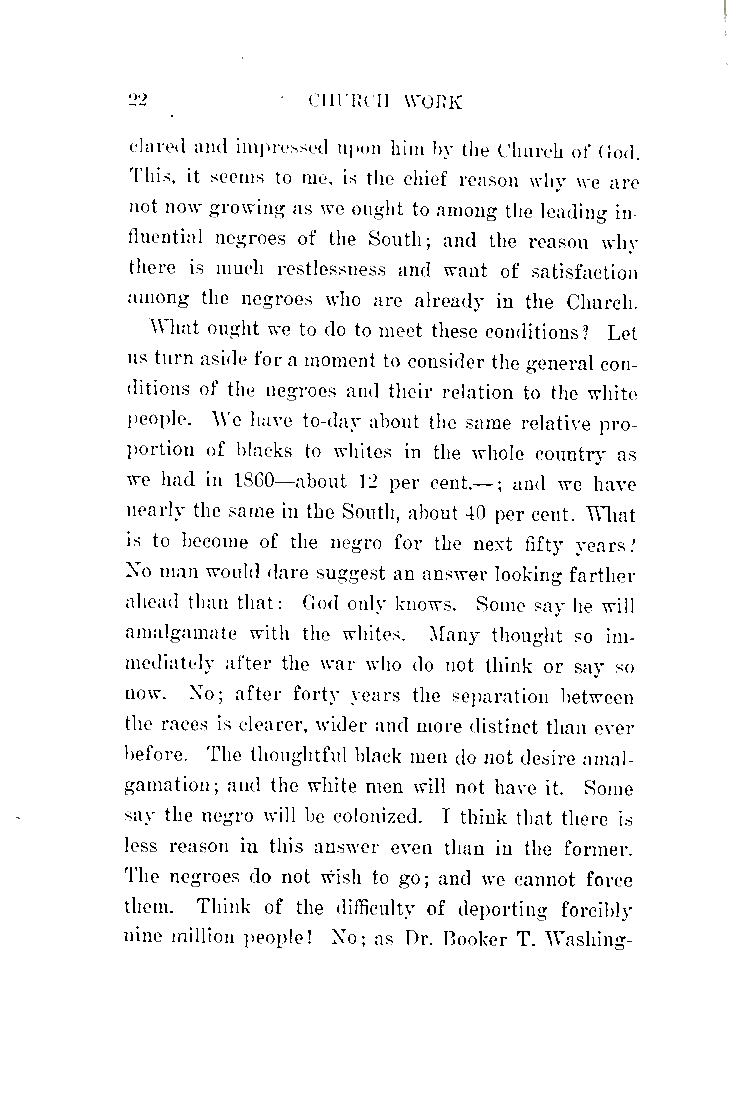 22 CHURCH WORK
clared and impressed upon him by the Church of God.
This, it seems to me, is the chief reason why we are
not now growing as we ought to among the leading in-
fluential negroes of the South; and the reason why
there is much restlessness and want of satisfaction
among the negroes who are already in the Church.
What ought we to do to meet these conditions? Let
us turn aside for a moment to consider the general con-
ditions of the negroes and their relation to the white
people. We have to-day about the same relative pro-
portion of blacks to whites in the whole country as
we had in 1860—about 12 per cent.—; and we have
nearly the same in the South, about 40 per cent. What
is to become of the negro for the next fifty years?
No man would dare suggest an answer looking farther
ahead than that: God only knows. Some say he will
amalgamate with the whites. Many thought so im-
mediately after the war who do not think or say so
now. No; after forty years the separation between
the races is clearer, wider and more distinct than ever
before. The thoughtful black men do not desire amal-
gamation; and the white men will not have it. Some
say the negro will be colonized. I think that there is
less reason in this answer even than in the former.
The negroes do not wish to go; and we cannot force
them. Think of the difficulty of deporting forcibly
nine million people! No; as Dr. Booker T. Washing-